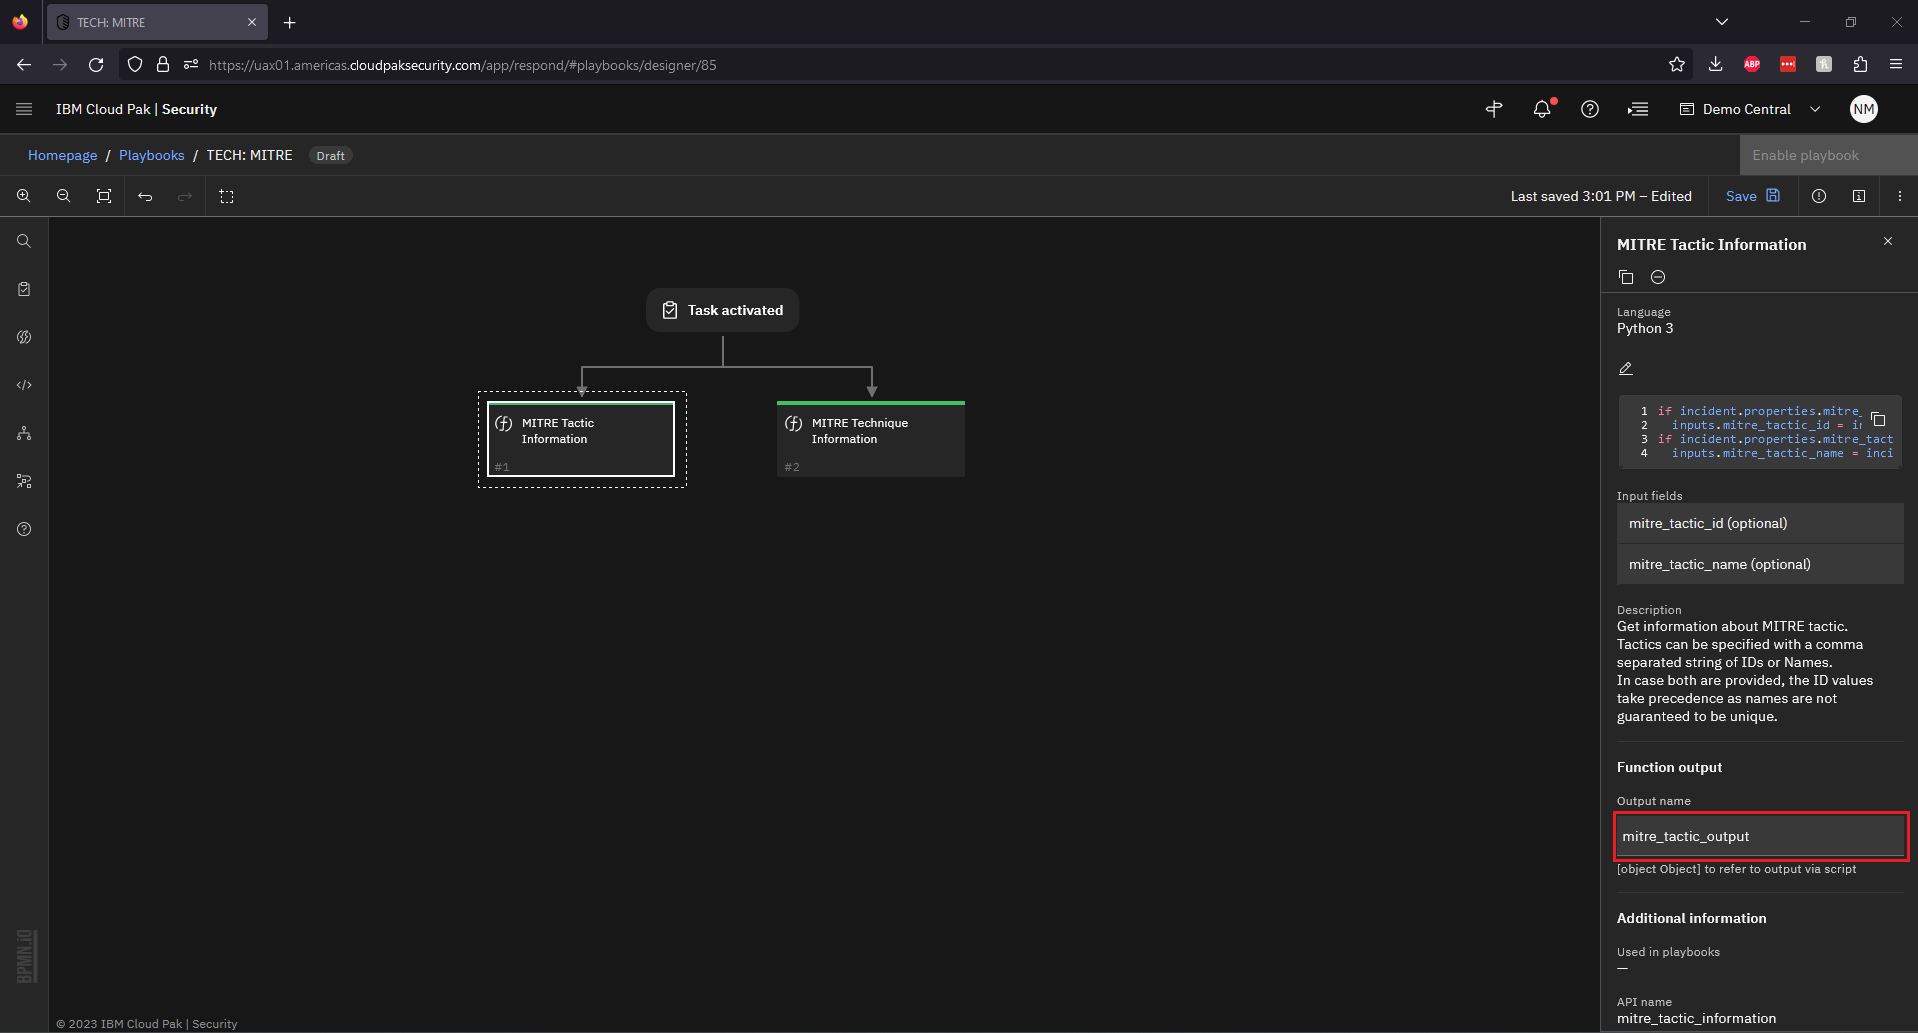 TECH: MITRE
https://uax01.americas.cloudpaksecurity.com/app/respond/#playbooks/designer/85
ABP
IBM Cloud Pak | Security
Demo Central
NM
Homepage / Playbooks / TECH: MITRE Draft
Enable playbook
Last saved 3:01 PM – Edited
Save
Task activated
MITRE Tactic
Information
#1
MITRE Technique
Information
#2
MITRE Tactic Information
Language
Python 3
1 if incident.properties.mitre_
2 inputs.mitre_tactic_id = i
3 if incident.properties.mitre_tact
4 inputs.mitre_tactic_name = inci
Input fields
mitre_tactic_id (optional)
mitre_tactic_name (optional)
Description
Get information about MITRE tactic.
Tactics can be specified with a comma
separated string of IDs or Names.
In case both are provided, the ID values
take precedence as names are not
guaranteed to be unique.
Function output
Output name
mitre_tactic_output
[object Object] to refer to output via script
Additional information
Used in playbooks
—
API name
mitre_tactic_information
BPMN.iO
© 2023 IBM Cloud Pak | Security